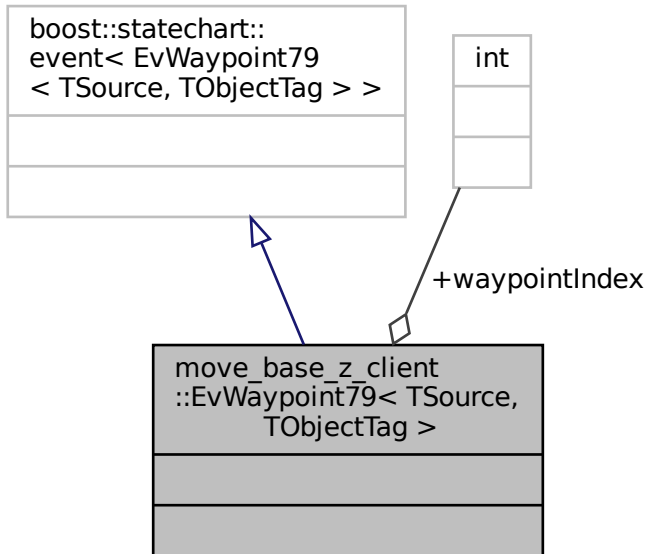 boost::statechart::
event< EvWaypoint79
< TSource, TObjectTag > >
int
+waypointIndex
move_base_z_client
::EvWaypoint79< TSource,
TObjectTag >